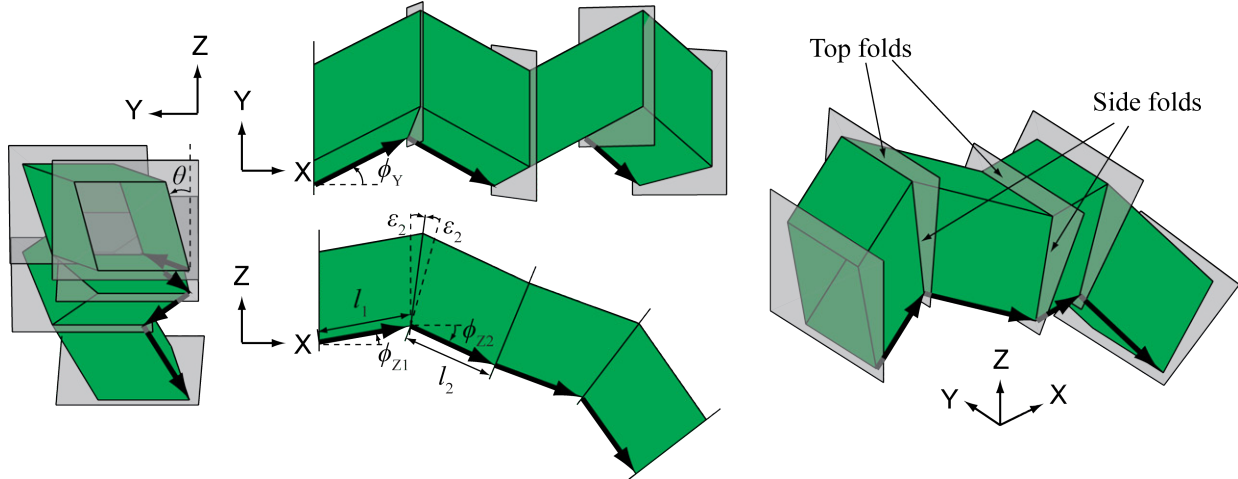 Z
Y
θ
Y
X
ϕY
ε2
ε2
Z
X
l1
ϕZ1
ϕZ2
l2
Top folds
Side folds
Z
Y
X